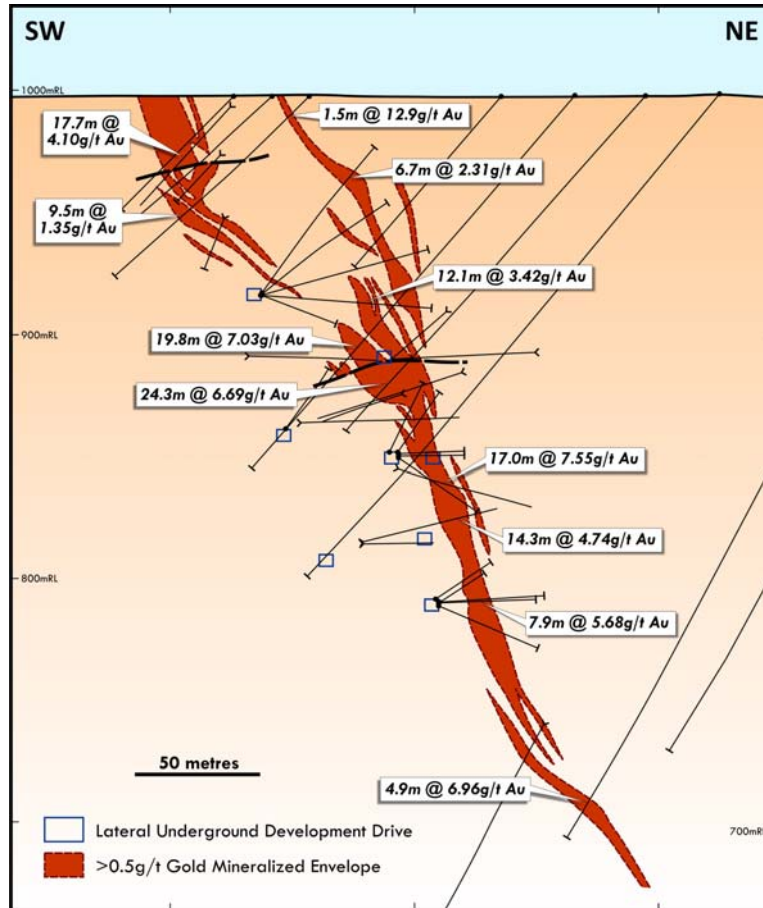 SW
NE
1000mRL
17.7m @
4.10g/t Au
1.5m @ 12.9g/t Au
6.7m @ 2.31g/t Au
9.5m @
1.35g/t Au
12.1m @ 3.42g/t Au
900mRL
19.8m @ 7.03g/t Au
24.3m @ 6.69g/t Au
17.0m @ 7.55g/t Au
14.3m @ 4.74g/t Au
800mRL
7.9m @ 5.68g/t Au
50 metres
4.9m @ 6.96g/t Au
Lateral Underground Development Drive
700mRL
>0.5g/t Gold Mineralized Envelope